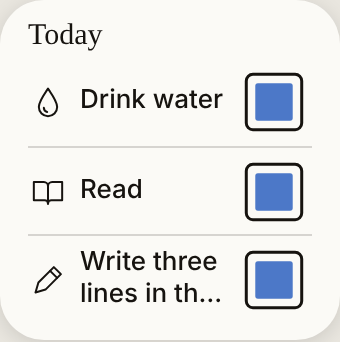 Today
Drink water
Read
Write three
lines in th...